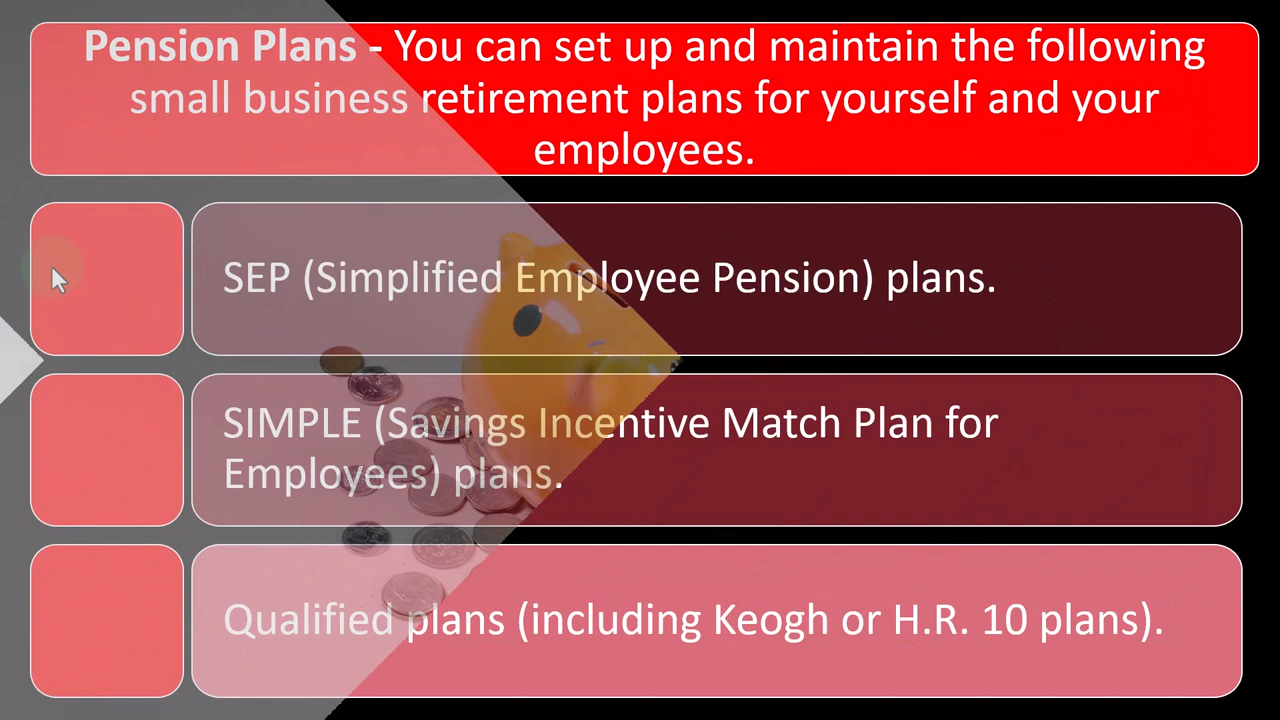 Pension Plans - You can set up and maintain the following
small business retirement plans for yourself and your
employees.
SEP (Simplified Employee Pension) plans.
SIMPLE (Savings Incentive Match Plan for
Employees) plans.
Qualified plans (including Keogh or H.R. 10 plans).